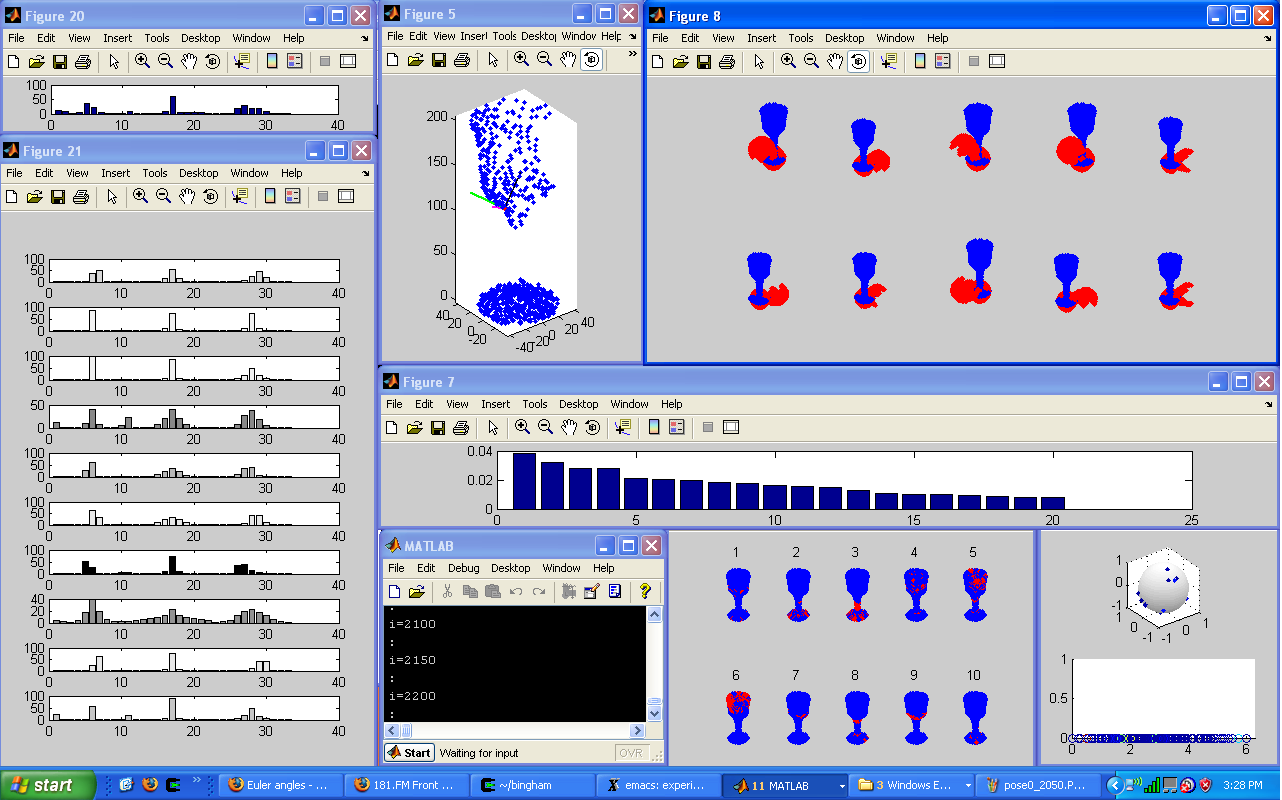 Figure 20
File Edit View Insert Tools Desktop Window Help
100
50
0
0 10 20 30 40
Figure 21
File Edit View Insert Tools Desktop Window Help
100
50
0
0 10 20 30 40
100
50
0
0 10 20 30 40
100
50
0
0 10 20 30 40
50
0
0 10 20 30 40
100
50
0
0 10 20 30 40
100
50
0
0 10 20 30 40
100
50
0
0 10 20 30 40
40
20
0
0 10 20 30 40
100
50
0
0 10 20 30 40
100
50
0
0 10 20 30 40
Figure 5
File Edit View Insert Tools Desktop Window Help
200
150
100
50
0
40 20 0 -20 -40
-40 -20 0 20 40
Figure 8
File Edit View Insert Tools Desktop Window Help
Figure 7
File Edit View Insert Tools Desktop Window Help
0.04
0.02
0
0 5 10 15 20 25
MATLAB
File Edit Debug Desktop Window Help
:
i=2100
:
i=2150
:
i=2200
:
Start Waiting for input OVR
1 2 3 4 5
6 7 8 9 10
1
0
-1
1 0 -1 -1 0 1
1
0.5
0
0 2 4 6
start
Euler angles - ...
181.FM Front ...
~/bingham
emacs: experi...
11 MATLAB
3 Windows E...
pose0_2050.P...
3:28 PM